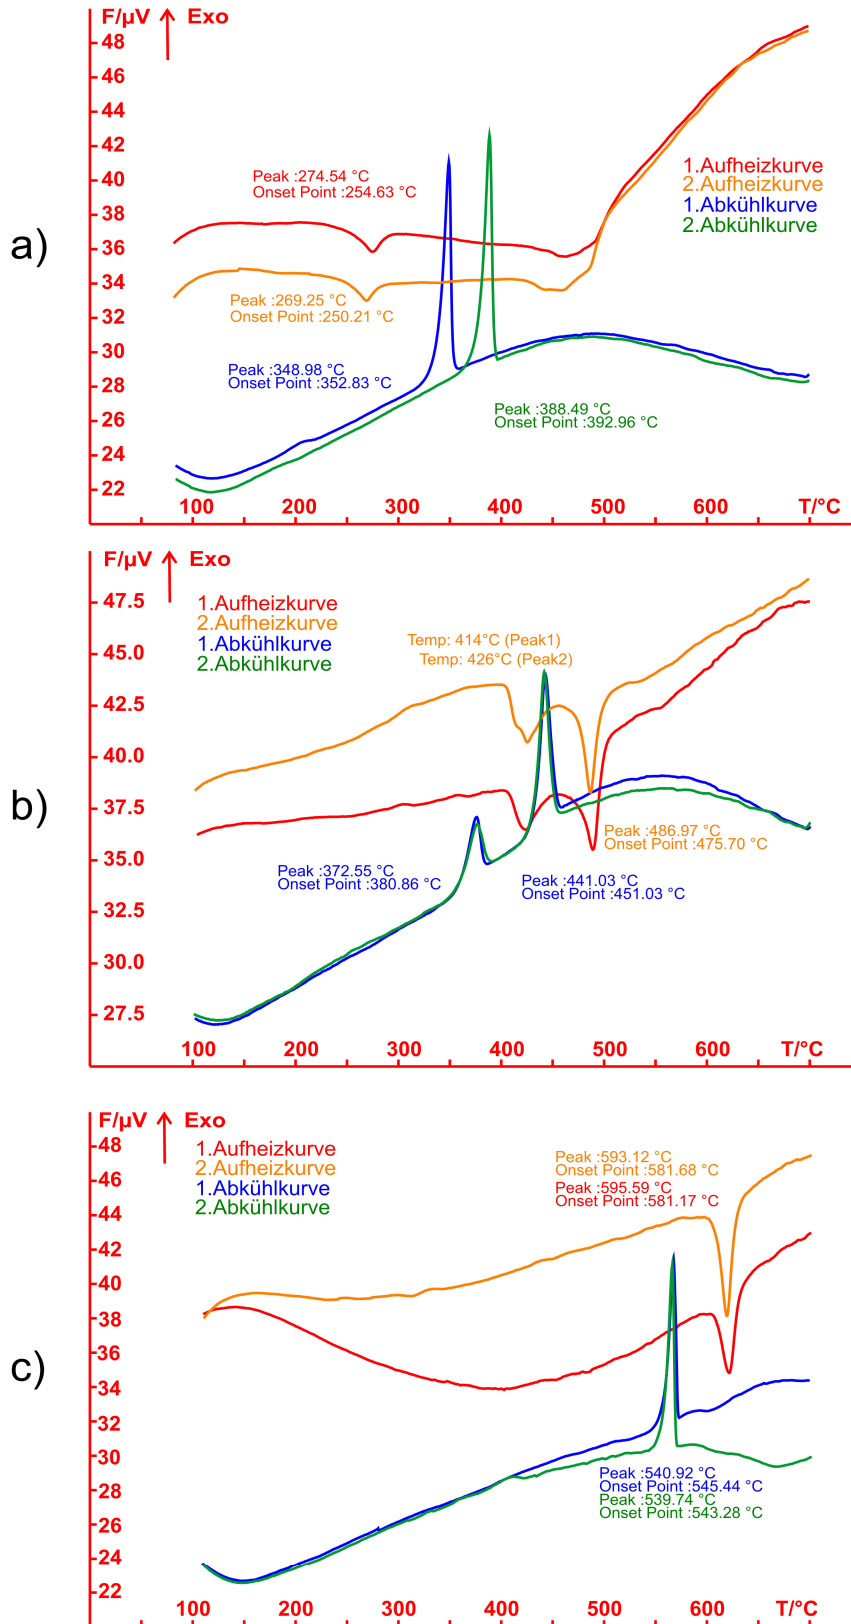 F/µV Exo
48
46
44
42
40
38
36
34
32
30
28
26
24
22
a)
Peak :274.54 °C
Onset Point :254.63 °C
1.Aufheizkurve
2.Aufheizkurve
1.Abkühlkurve
2.Abkühlkurve
Peak :269.25 °C
Onset Point :250.21 °C
Peak :348.98 °C
Onset Point :352.83 °C
Peak :388.49 °C
Onset Point :392.96 °C
100 200 300 400 500 600 T/°C
F/µV Exo
47.5
45.0
42.5
40.0
37.5
35.0
32.5
30.0
27.5
b)
1.Aufheizkurve
2.Aufheizkurve
1.Abkühlkurve
2.Abkühlkurve
Temp: 414°C (Peak1)
Temp: 426°C (Peak2)
Peak :486.97 °C
Onset Point :475.70 °C
Peak :372.55 °C
Onset Point :380.86 °C
Peak :441.03 °C
Onset Point :451.03 °C
100 200 300 400 500 600 T/°C
F/µV Exo
48
46
44
42
40
38
36
34
32
30
28
26
24
22
c)
1.Aufheizkurve
2.Aufheizkurve
1.Abkühlkurve
2.Abkühlkurve
Peak :593.12 °C
Onset Point :581.68 °C
Peak :595.59 °C
Onset Point :581.17 °C
Peak :540.92 °C
Onset Point :545.44 °C
Peak :539.74 °C
Onset Point :543.28 °C
100 200 300 400 500 600 T/°C